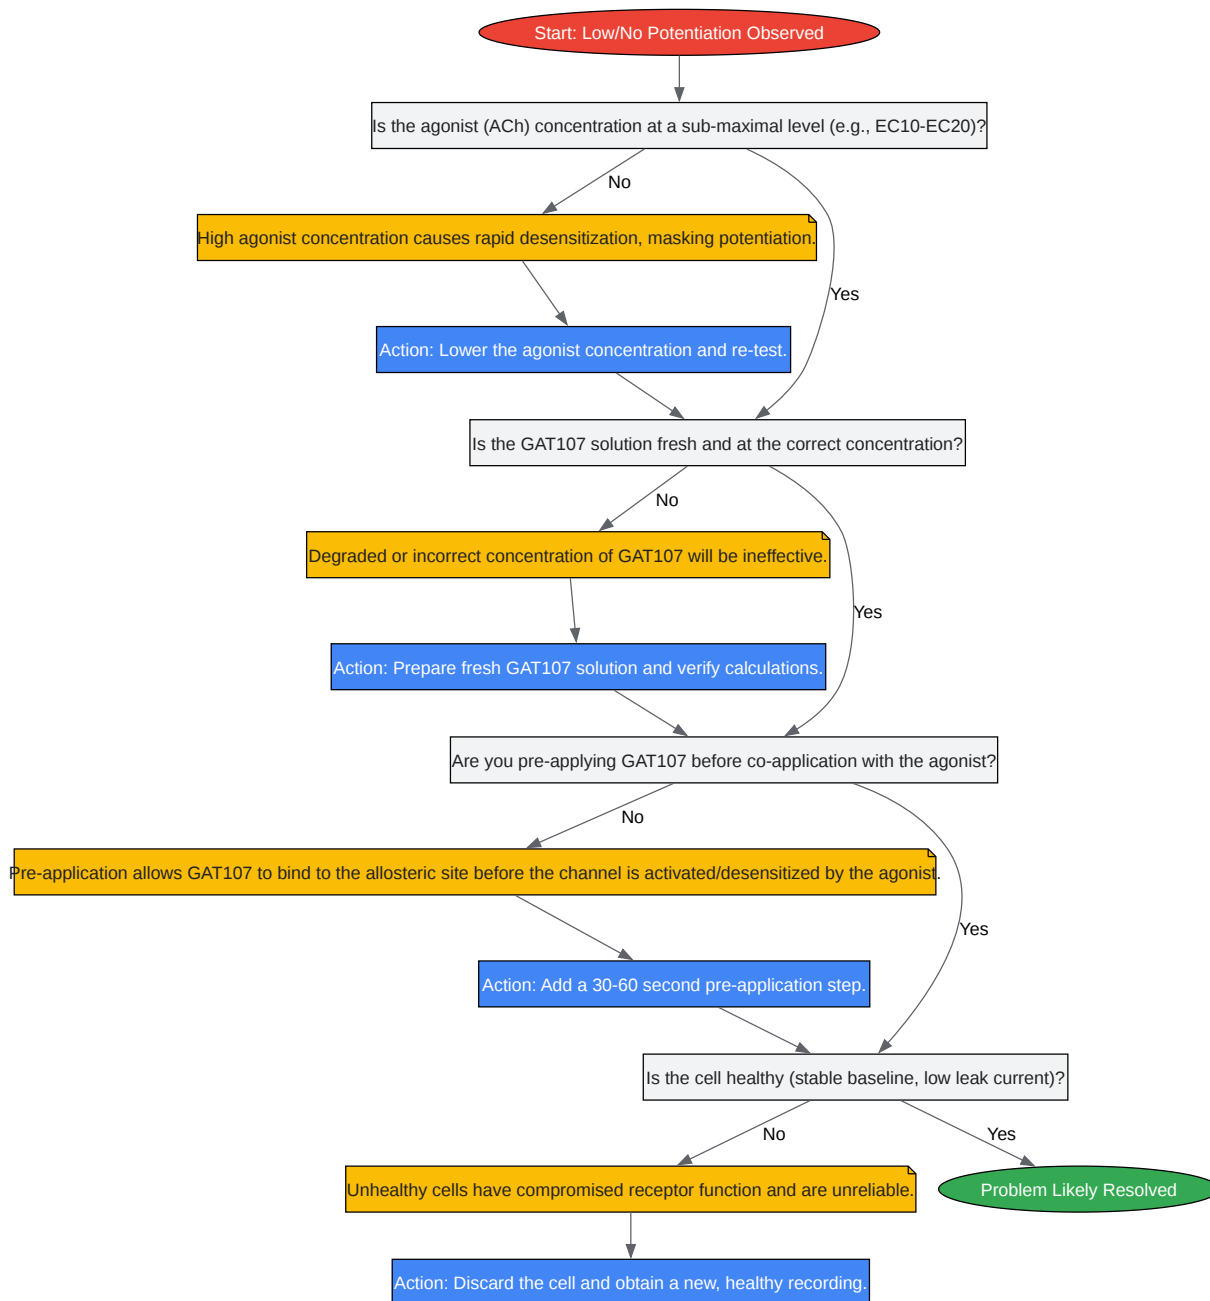 Start: Low/No Potentiation Observed
Is the agonist (ACh) concentration at a sub-maximal level (e.g., EC10-EC20)?
No
High agonist concentration causes rapid desensitization, masking potentiation.
Yes
Action: Lower the agonist concentration and re-test.
Is the GAT107 solution fresh and at the correct concentration?
No
Degraded or incorrect concentration of GAT107 will be ineffective.
Yes
Action: Prepare fresh GAT107 solution and verify calculations.
Are you pre-applying GAT107 before co-application with the agonist?
No
Pre-application allows GAT107 to bind to the allosteric site before the channel is activated/desensitized by the agonist.
Yes
Action: Add a 30-60 second pre-application step.
Is the cell healthy (stable baseline, low leak current)?
No
Yes
Unhealthy cells have compromised receptor function and are unreliable.
Problem Likely Resolved
Action: Discard the cell and obtain a new, healthy recording.